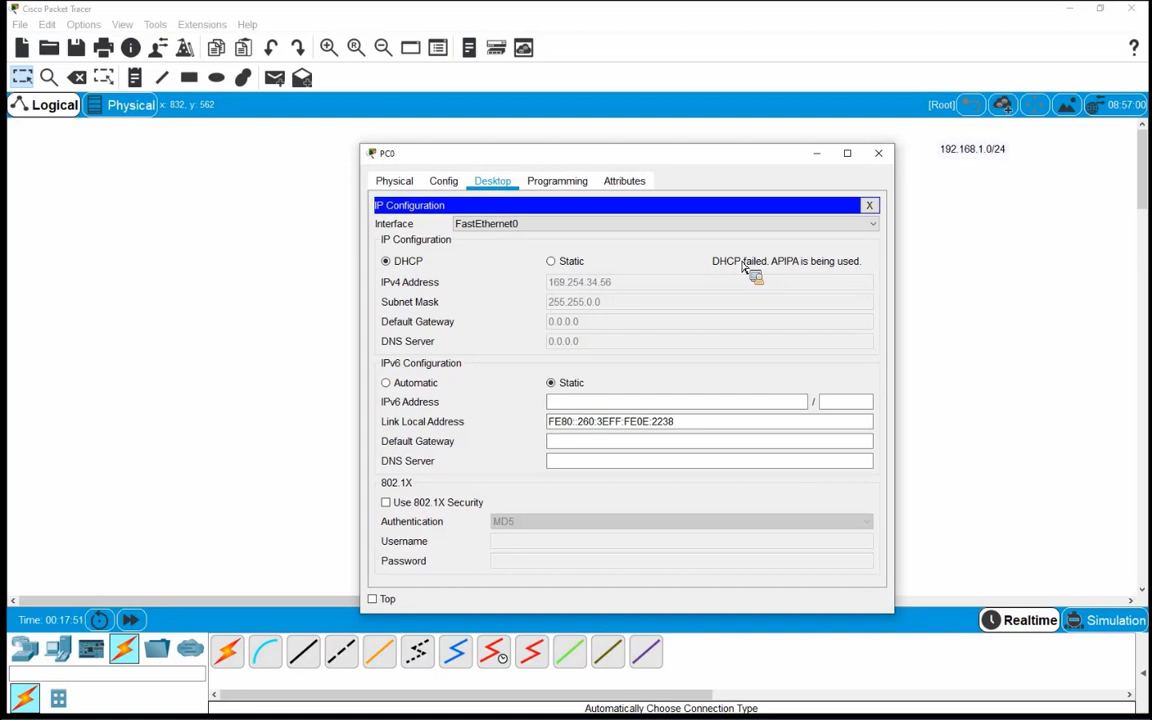 Cisco Packet Tracer
File Edit Options View Tools Extensions Help
Logical Physical x: 832, y: 562 [Root] 08:57:00
192.168.1.0/24
PC0
Physical Config Desktop Programming Attributes
IP Configuration X
Interface FastEthernet0
IP Configuration
DHCP Static DHCP failed. APIPA is being used.
IPv4 Address 169.254.34.56
Subnet Mask 255.255.0.0
Default Gateway 0.0.0.0
DNS Server 0.0.0.0
IPv6 Configuration
Automatic Static
IPv6 Address /
Link Local Address FE80::260:3EFF:FE0E:2238
Default Gateway
DNS Server
802.1X
Use 802.1X Security
Authentication MD5
Username
Password
Top
Time: 00:17:51 Realtime Simulation
Automatically Choose Connection Type